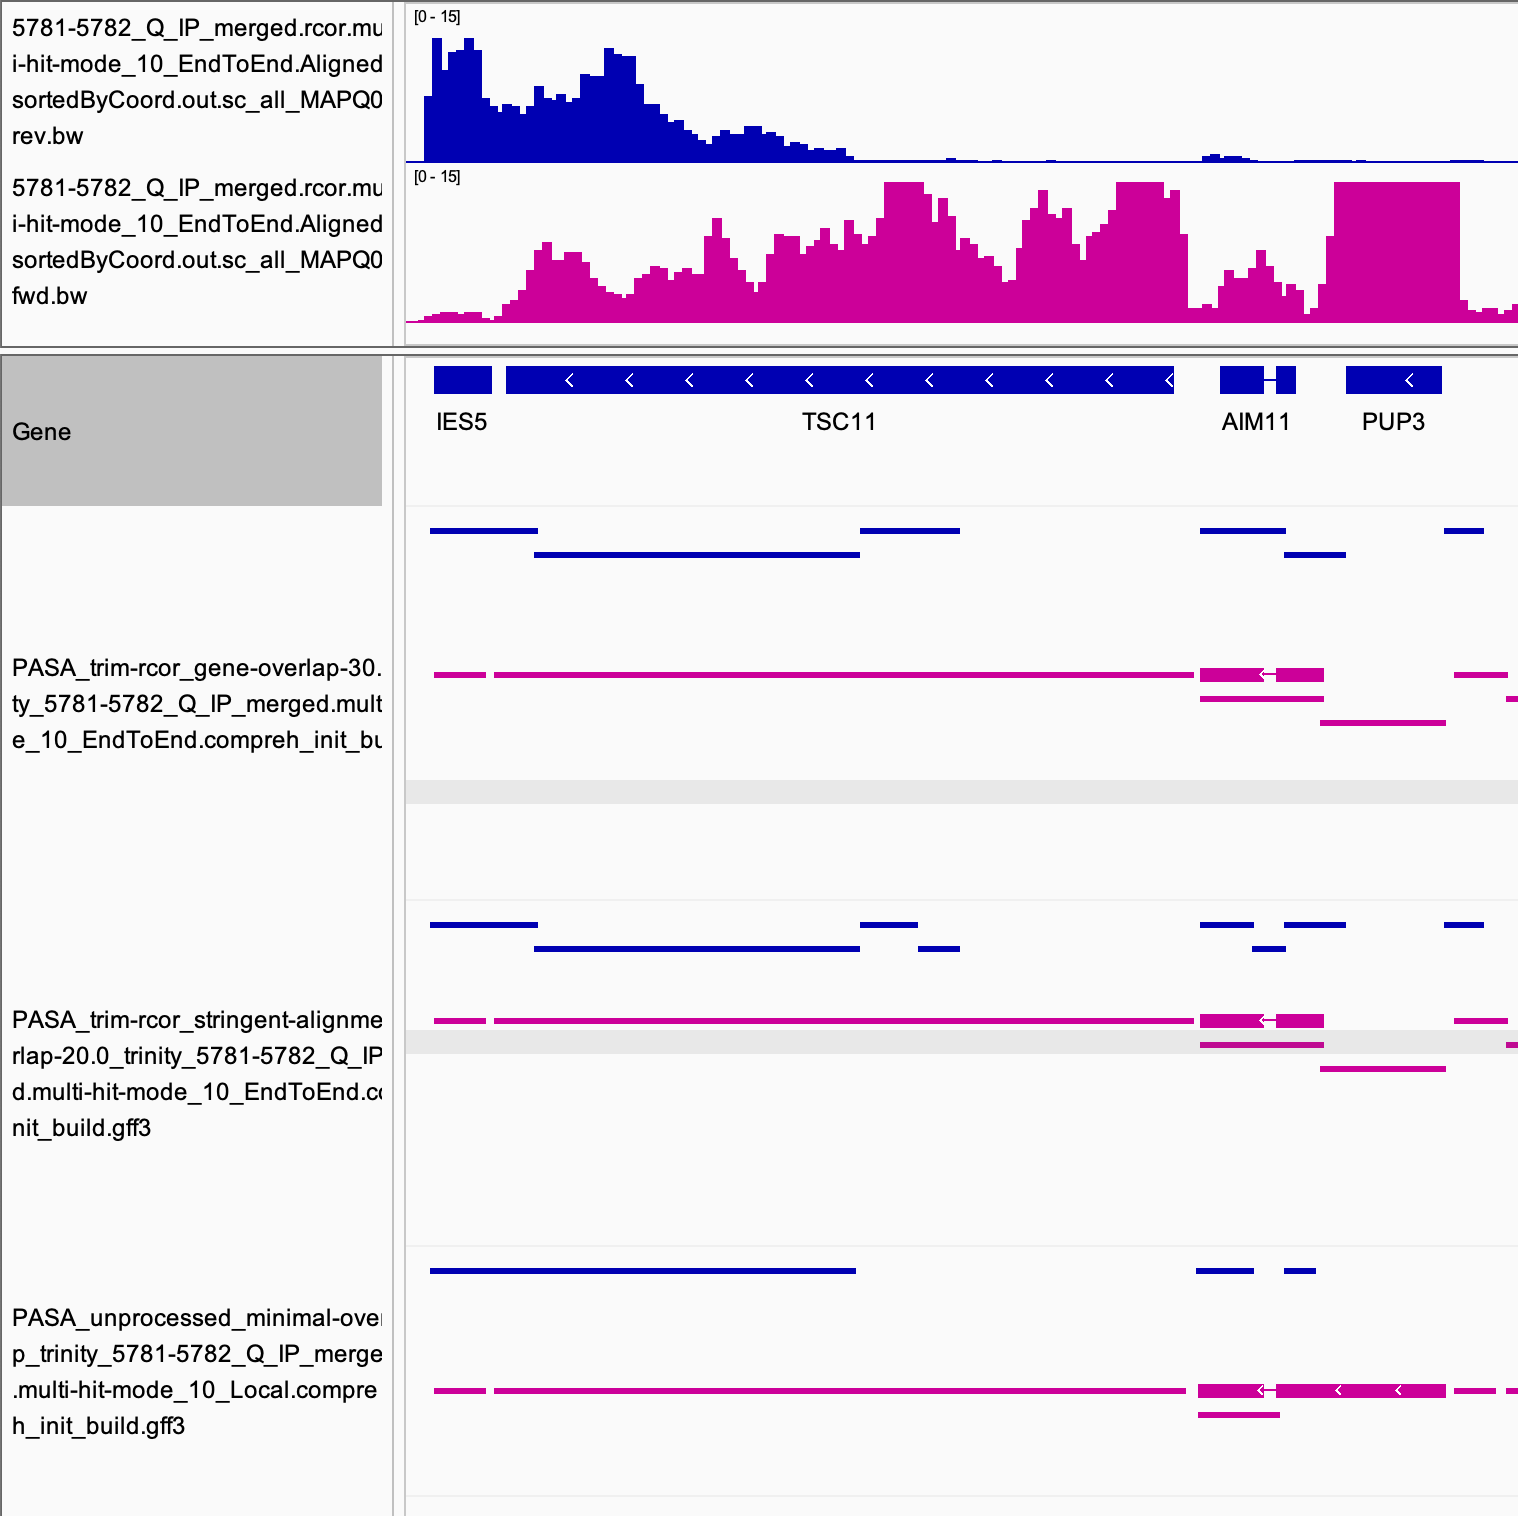 [0 - 15]
5781-5782_Q_IP_merged.rcor.mu
i-hit-mode_10_EndToEnd.Aligned
sortedByCoord.out.sc_all_MAPQ0
rev.bw
[0 - 15]
5781-5782_Q_IP_merged.rcor.mu
i-hit-mode_10_EndToEnd.Aligned
sortedByCoord.out.sc_all_MAPQ0
fwd.bw
Gene
IES5 TSC11 AIM11 PUP3
PASA_trim-rcor_gene-overlap-30.
ty_5781-5782_Q_IP_merged.mult
e_10_EndToEnd.compreh_init_bu
PASA_trim-rcor_stringent-alignme
rlap-20.0_trinity_5781-5782_Q_IP
d.multi-hit-mode_10_EndToEnd.co
nit_build.gff3
PASA_unprocessed_minimal-over
p_trinity_5781-5782_Q_IP_merge
.multi-hit-mode_10_Local.compre
h_init_build.gff3